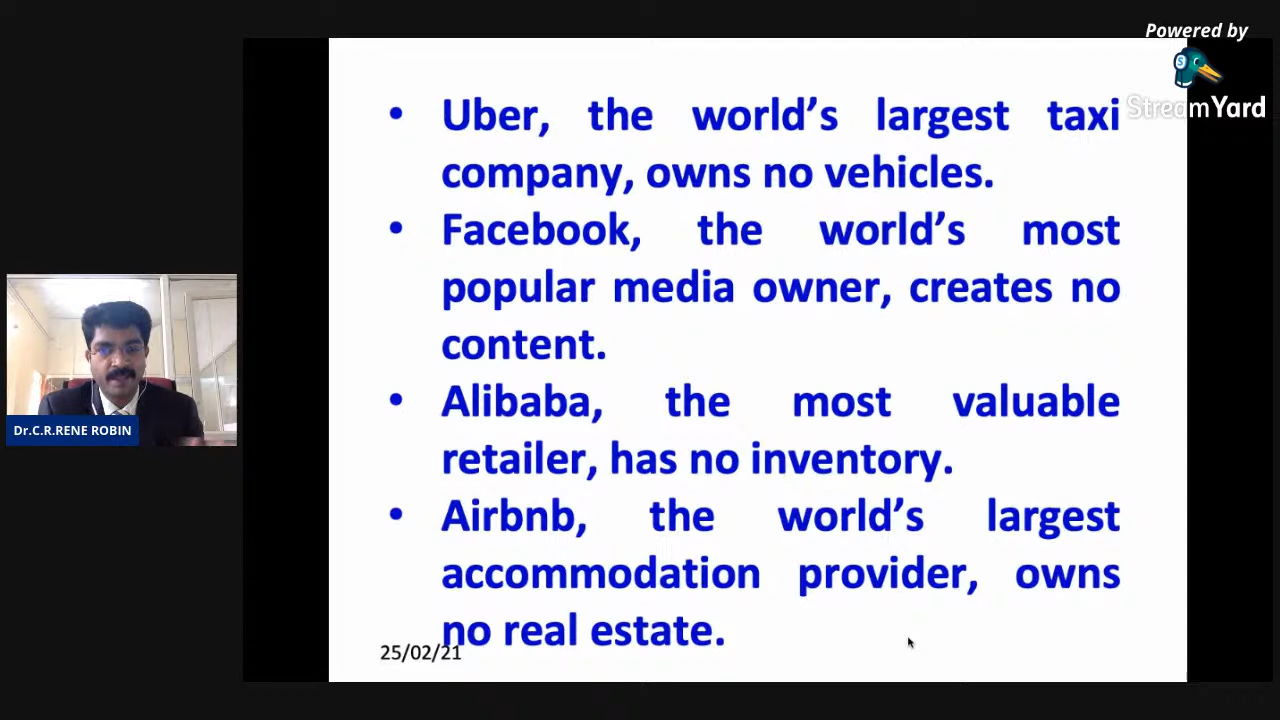 Powered by
StreamYard
• Uber, the world’s largest taxi
company, owns no vehicles.
• Facebook, the world’s most
popular media owner, creates no
content.
• Alibaba, the most valuable
retailer, has no inventory.
• Airbnb, the world’s largest
accommodation provider, owns
no real estate.
25/02/21
Dr.C.R.RENE ROBIN